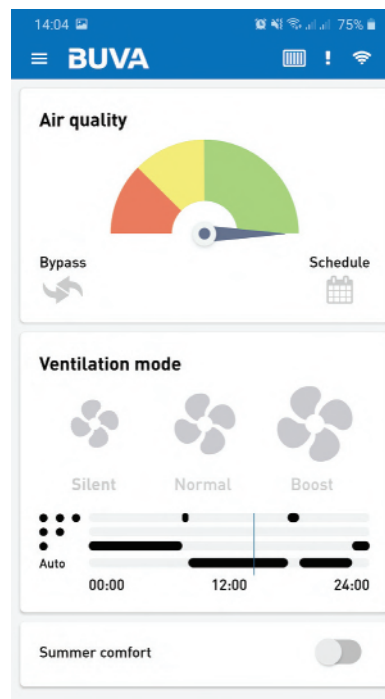 14:04 75%
BUVA
Air quality
Bypass Schedule
Ventilation mode
Silent Normal Boost
Auto
00:00 12:00 24:00
Summer comfort